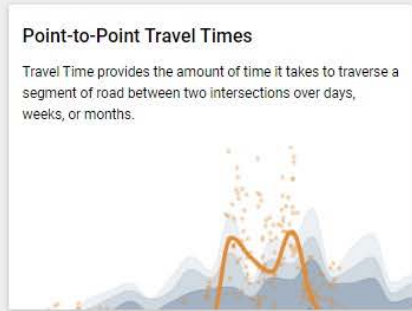 Point-to-Point Travel Times
Travel Time provides the amount of time it takes to traverse a
segment of road between two intersections over days,
weeks, or months.